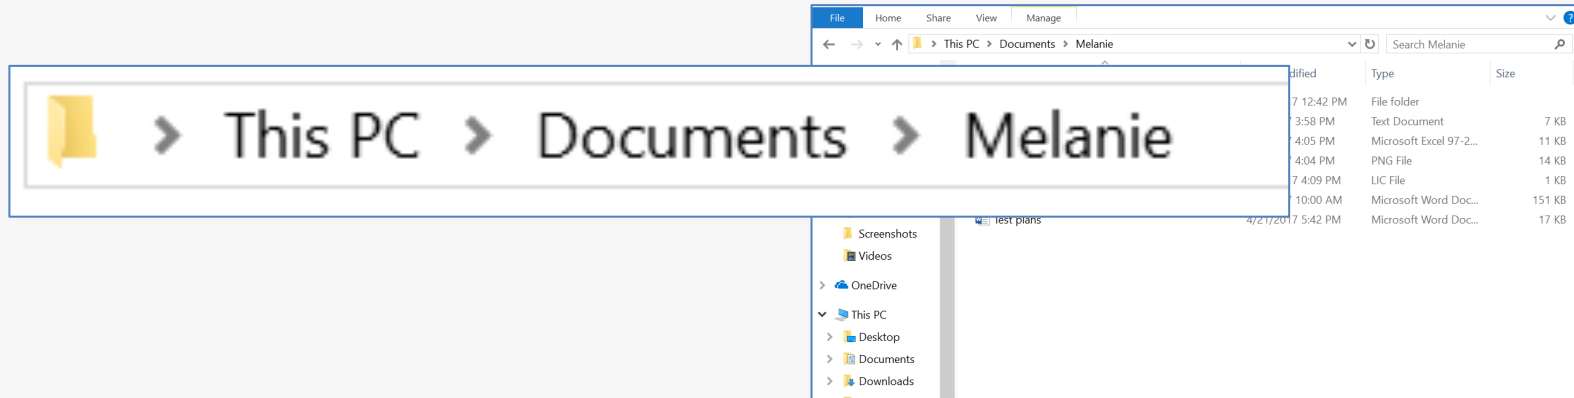 File Home Share View Manage
This PC > Documents > Melanie Search Melanie
This PC > Documents > Melanie
dified Type Size
7 12:42 PM File folder
3:58 PM Text Document 7 KB
4:05 PM Microsoft Excel 97-2... 11 KB
4:04 PM PNG File 14 KB
7 4:09 PM LIC File 1 KB
10:00 AM Microsoft Word Doc... 151 KB
Test plans 4/21/2017 5:42 PM Microsoft Word Doc... 17 KB
Screenshots
Videos
OneDrive
This PC
Desktop
Documents
Downloads